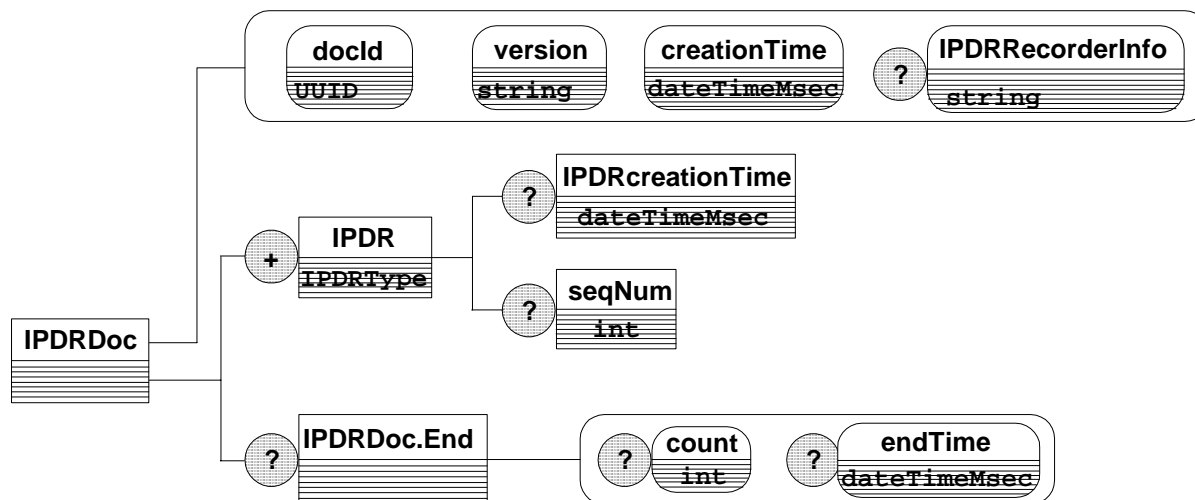 docId
UUID
version
string
creationTime
dateTimeMsec
?
IPDRRecorderInfo
string
?
IPDRcreationTime
dateTimeMsec
+
IPDR
IPDRType
?
seqNum
int
IPDRDoc
?
IPDRDoc.End
?
count
int
?
endTime
dateTimeMsec